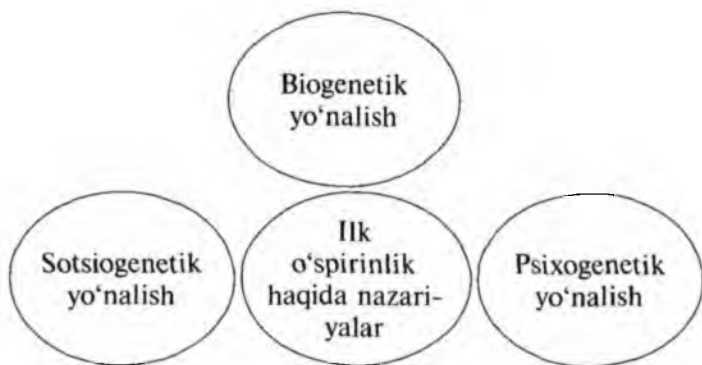 Biogenetik
yo‘nalish
Sotsiogenetik
yo‘nalish
Ilk
o‘spirinlik
haqida nazari-
yalar
Psixogenetik
yo‘nalish